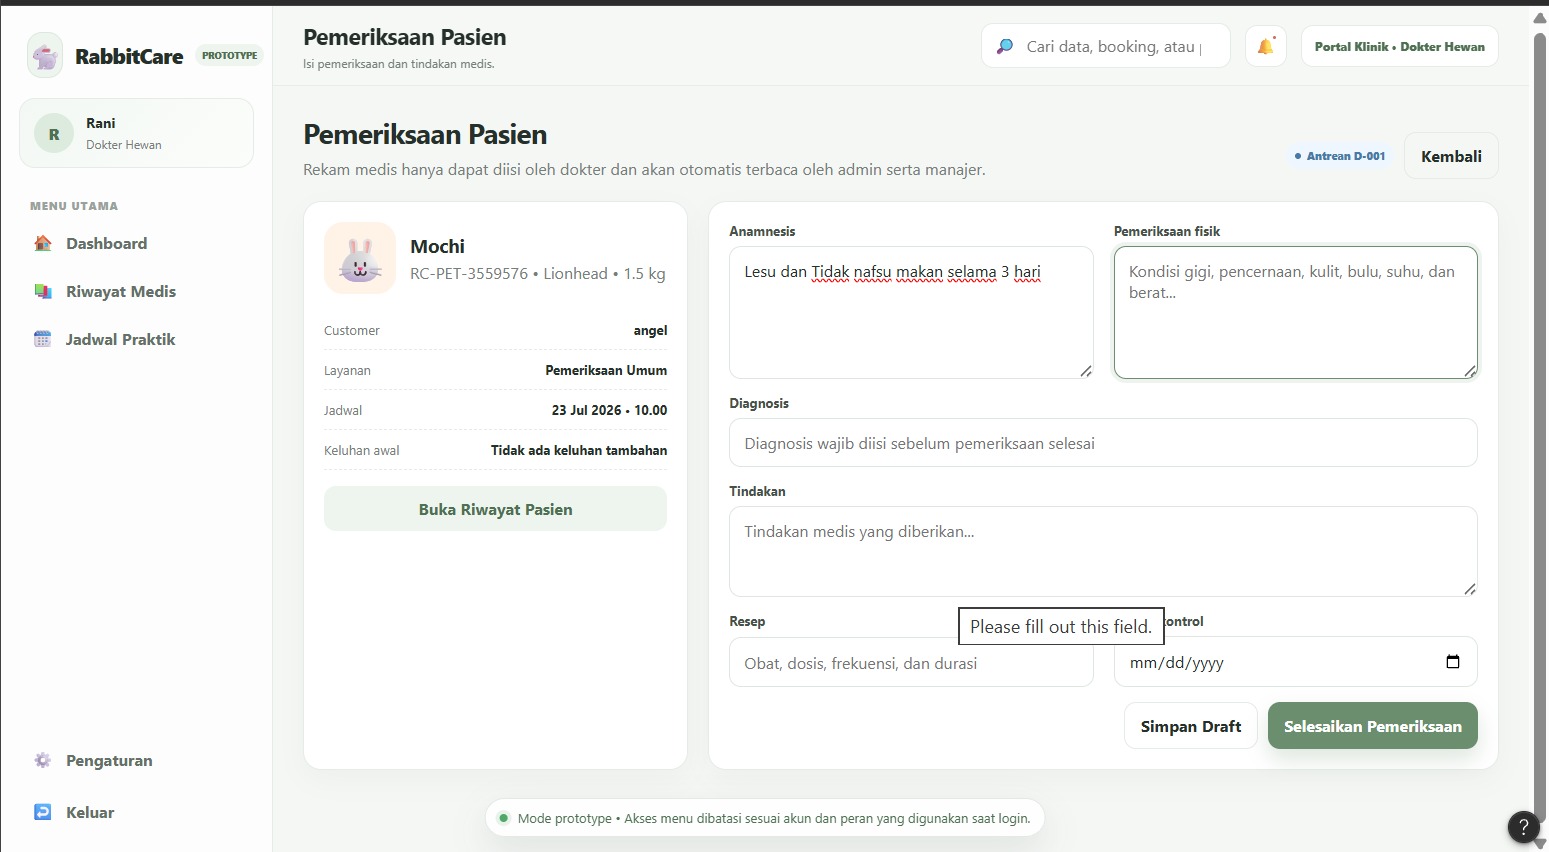 RabbitCare PROTOTYPE
R
Rani
Dokter Hewan
MENU UTAMA
Dashboard
Riwayat Medis
Jadwal Praktik
Pengaturan
Keluar
Pemeriksaan Pasien
Isi pemeriksaan dan tindakan medis.
Cari data, booking, atau
Portal Klinik • Dokter Hewan
Pemeriksaan Pasien
Rekam medis hanya dapat diisi oleh dokter dan akan otomatis terbaca oleh admin serta manajer.
Antrean D-001
Kembali
Mochi
RC-PET-3559576 • Lionhead • 1.5 kg
Customer angel
Layanan Pemeriksaan Umum
Jadwal 23 Jul 2026 • 10.00
Keluhan awal Tidak ada keluhan tambahan
Buka Riwayat Pasien
Anamnesis
Lesu dan Tidak nafsu makan selama 3 hari
Pemeriksaan fisik
Kondisi gigi, pencernaan, kulit, bulu, suhu, dan
berat...
Diagnosis
Diagnosis wajib diisi sebelum pemeriksaan selesai
Tindakan
Tindakan medis yang diberikan...
Resep
Obat, dosis, frekuensi, dan durasi
Please fill out this field.
ontrol
mm/dd/yyyy
Simpan Draft
Selesaikan Pemeriksaan
Mode prototype • Akses menu dibatasi sesuai akun dan peran yang digunakan saat login.
?